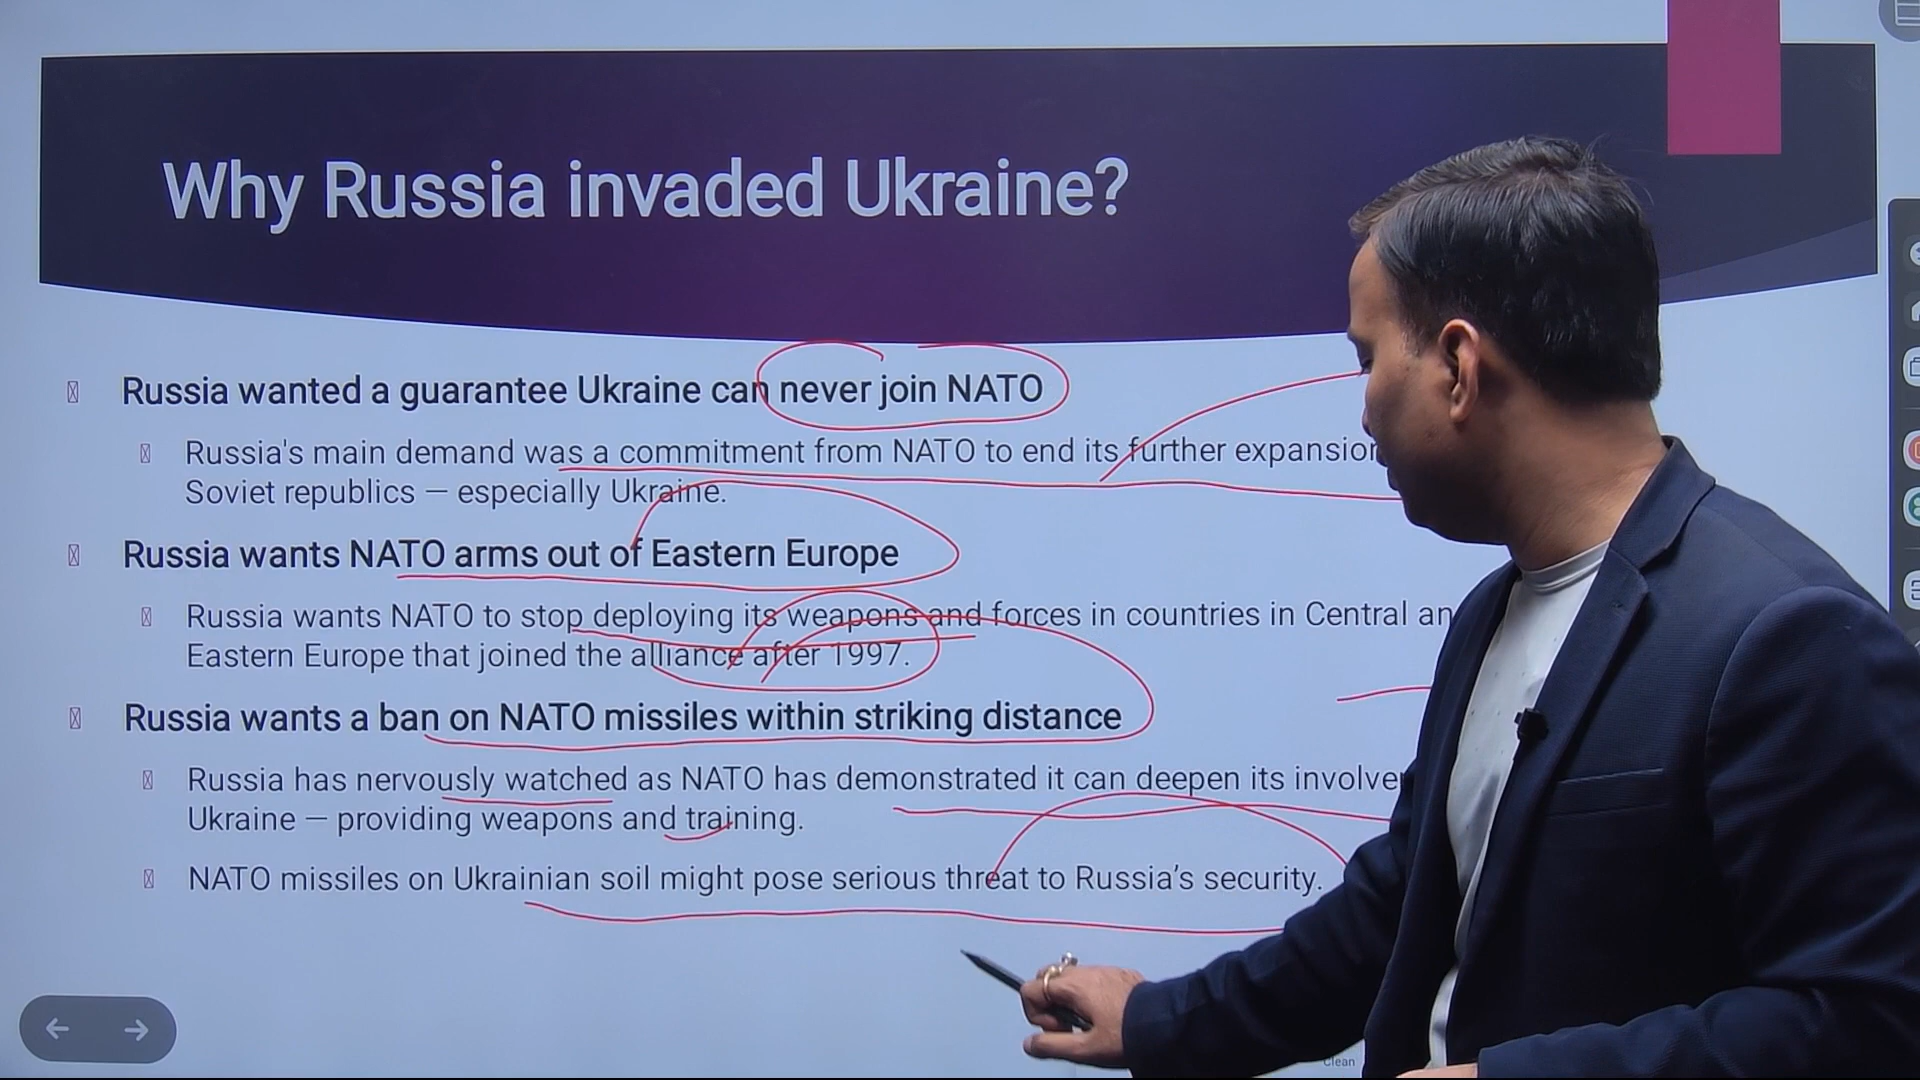 Why Russia invaded Ukraine?
Russia wanted a guarantee Ukraine can never join NATO
Russia's main demand was a commitment from NATO to end its further expansion
Soviet republics — especially Ukraine.
Russia wants NATO arms out of Eastern Europe
Russia wants NATO to stop deploying its weapons and forces in countries in Central an
Eastern Europe that joined the alliance after 1997.
Russia wants a ban on NATO missiles within striking distance
Russia has nervously watched as NATO has demonstrated it can deepen its involve
Ukraine — providing weapons and training.
NATO missiles on Ukrainian soil might pose serious threat to Russia’s security.
Clean